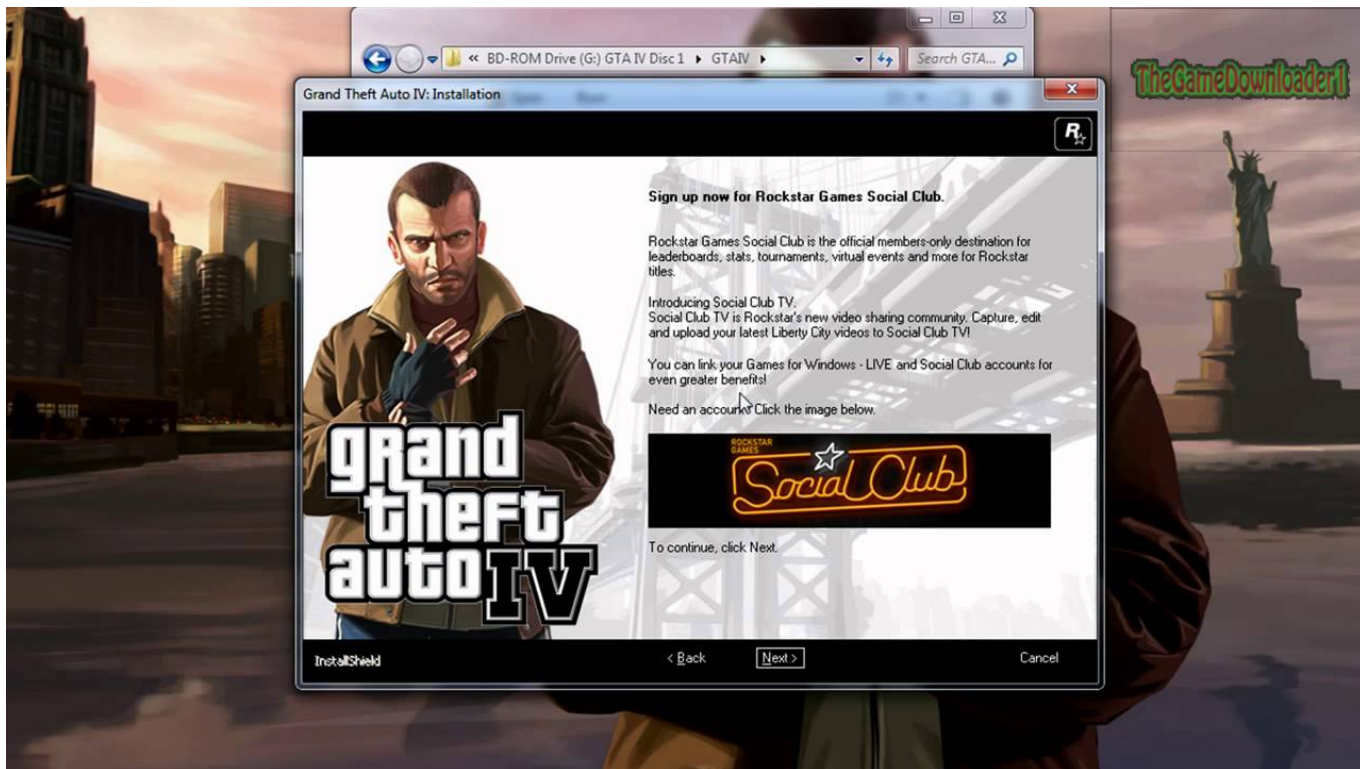 « BD-ROM Drive (G:) GTA IV Disc 1 ▸ GTAIV ▸
Search GTA...
TheGameDownloader1
Grand Theft Auto IV: Installation
R
Sign up now for Rockstar Games Social Club.
Rockstar Games Social Club is the official members-only destination for
leaderboards, stats, tournaments, virtual events and more for Rockstar
titles.
Introducing Social Club TV.
Social Club TV is Rockstar's new video sharing community. Capture, edit
and upload your latest Liberty City videos to Social Club TV!
You can link your Games for Windows - LIVE and Social Club accounts for
even greater benefits!
Need an account? Click the image below.
ROCKSTAR
GAMES
Social Club
To continue, click Next.
grand
theft
auto IV
InstallShield
< Back
Next >
Cancel